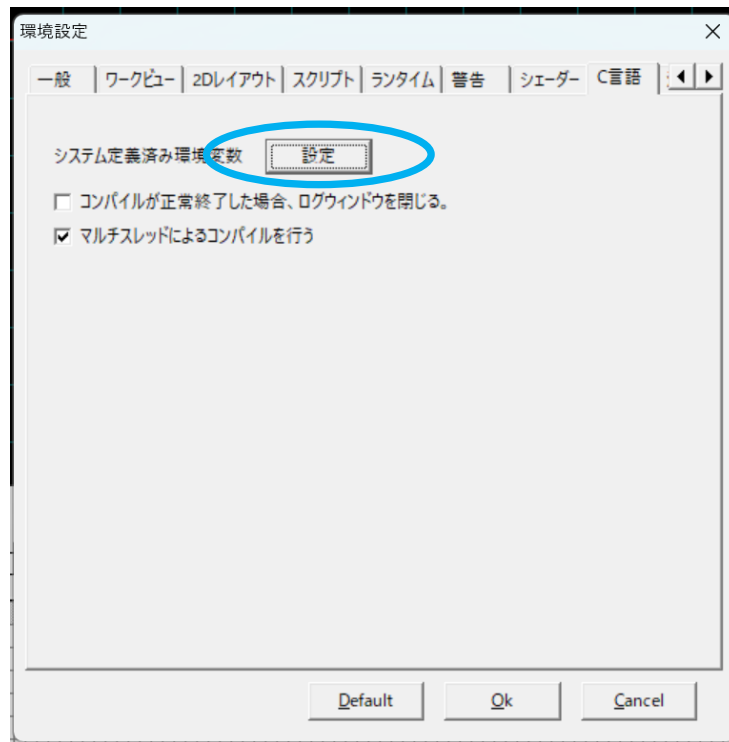 環境設定
一般 ワークビュー 2Dレイアウト スクリプト ランタイム 警告 シェーダー C言語
システム定義済み環境変数 設定
コンパイルが正常終了した場合、ログウィンドウを閉じる。
マルチスレッドによるコンパイルを行う
Default Ok Cancel